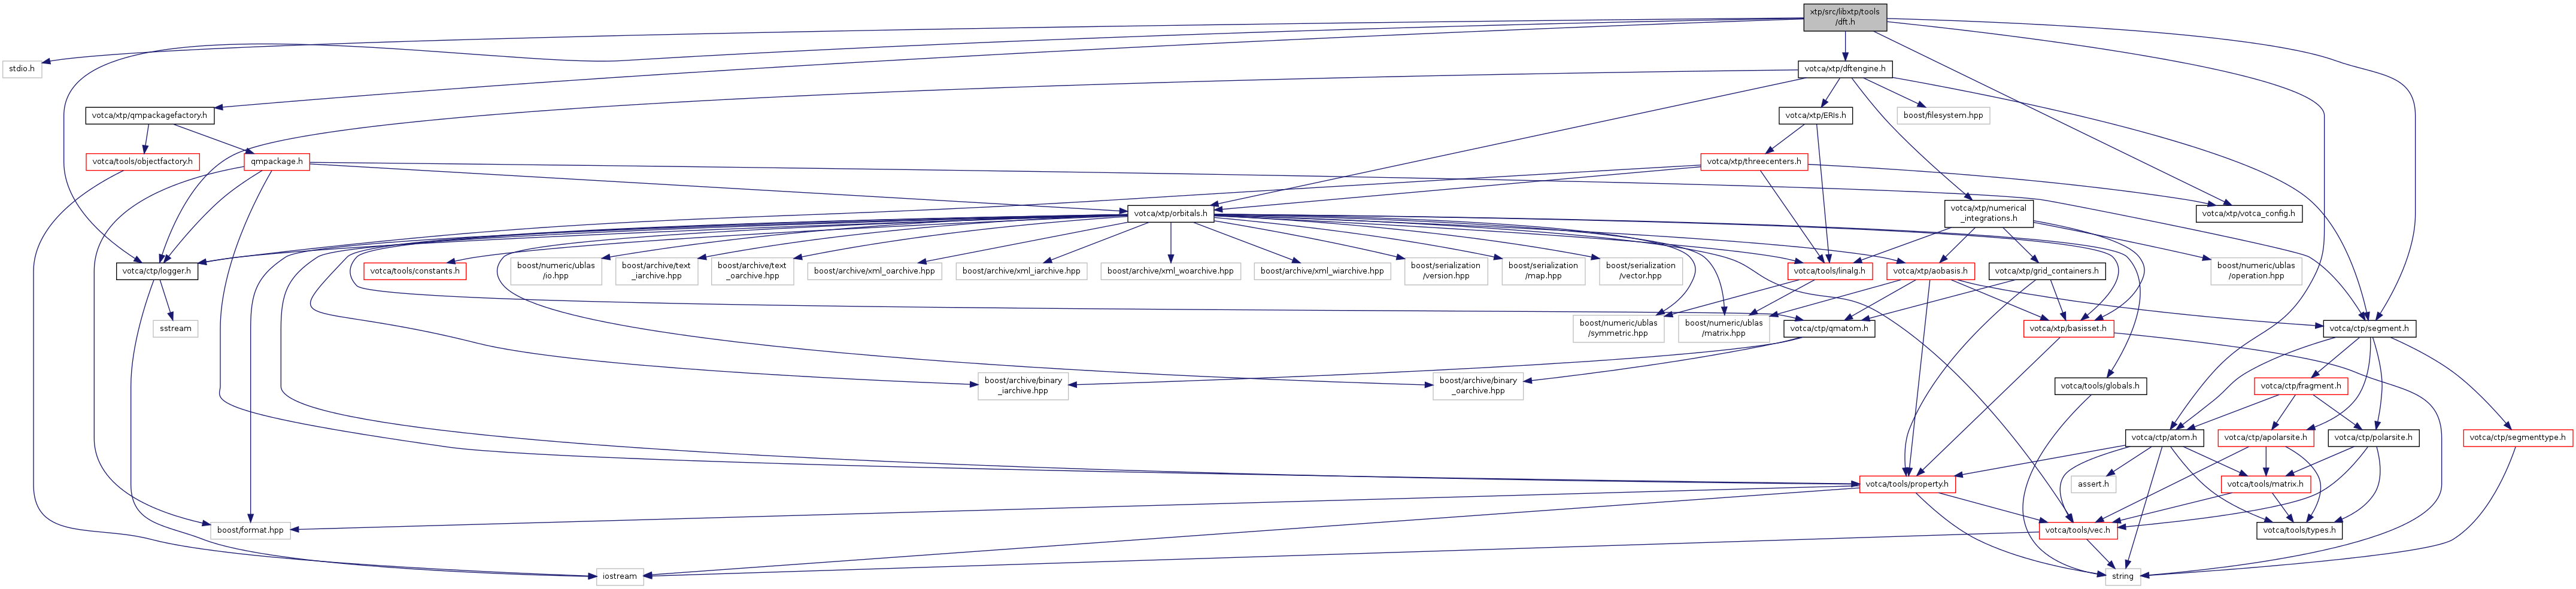 xtp/src/libxtp/tools
/dft.h
stdio.h
votca/xtp/dftengine.h
votca/xtp/qmpackagefactory.h
votca/xtp/ERIs.h
boost/filesystem.hpp
votca/tools/objectfactory.h
qmpackage.h
votca/xtp/threecenters.h
votca/xtp/orbitals.h
votca/xtp/numerical
_integrations.h
votca/xtp/votca_config.h
votca/ctp/logger.h
votca/tools/constants.h
boost/numeric/ublas
/io.hpp
boost/archive/text
_iarchive.hpp
boost/archive/text
_oarchive.hpp
boost/archive/xml_oarchive.hpp
boost/archive/xml_iarchive.hpp
boost/archive/xml_woarchive.hpp
boost/archive/xml_wiarchive.hpp
boost/serialization
/version.hpp
boost/serialization
/map.hpp
boost/serialization
/vector.hpp
votca/tools/linalg.h
votca/xtp/aobasis.h
votca/xtp/grid_containers.h
boost/numeric/ublas
/operation.hpp
sstream
boost/numeric/ublas
/symmetric.hpp
boost/numeric/ublas
/matrix.hpp
votca/ctp/qmatom.h
votca/xtp/basisset.h
votca/ctp/segment.h
boost/archive/binary
_iarchive.hpp
boost/archive/binary
_oarchive.hpp
votca/tools/globals.h
votca/ctp/fragment.h
votca/ctp/atom.h
votca/ctp/apolarsite.h
votca/ctp/polarsite.h
votca/ctp/segmenttype.h
votca/tools/property.h
assert.h
votca/tools/matrix.h
boost/format.hpp
votca/tools/vec.h
votca/tools/types.h
iostream
string